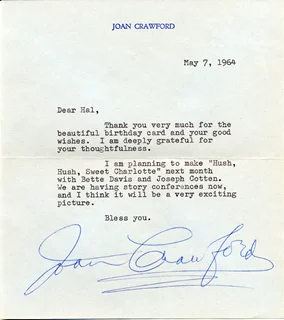 JOAN CRAWFORD
May 7, 1964
Dear Hal,
Thank you very much for the
beautiful birthday card and your good
wishes. I am deeply grateful for
your thoughtfulness.
I am planning to make "Hush,
Hush, Sweet Charlotte" next month
with Bette Davis and Joseph Cotten.
We are having story conferences now,
and I think it will be a very exciting
picture.
Bless you.
Joan Crawford